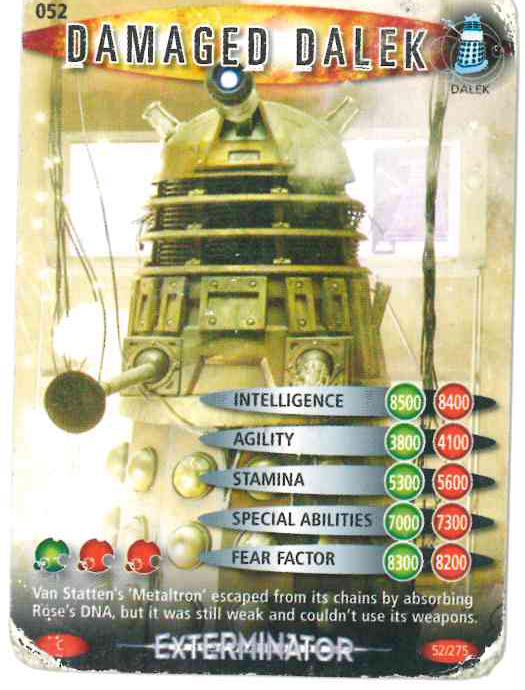 052
DAMAGED DALEK
DALEK
INTELLIGENCE 8500 8400
AGILITY 3800 4100
STAMINA 5300 5600
SPECIAL ABILITIES 7000 7300
FEAR FACTOR 8300 8200
Van Statten's 'Metaltron' escaped from its chains by absorbing
Rose's DNA, but it was still weak and couldn't use its weapons.
C EXTERMINATOR 52/275